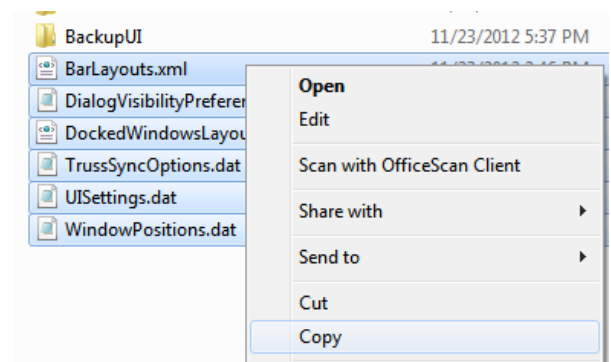 BackupUI 11/23/2012 5:37 PM
BarLayouts.xml
Open
DialogVisibilityPreferen
Edit
DockedWindowsLayou
TrussSyncOptions.dat
Scan with OfficeScan Client
UISettings.dat
Share with
WindowPositions.dat
Send to
Cut
Copy